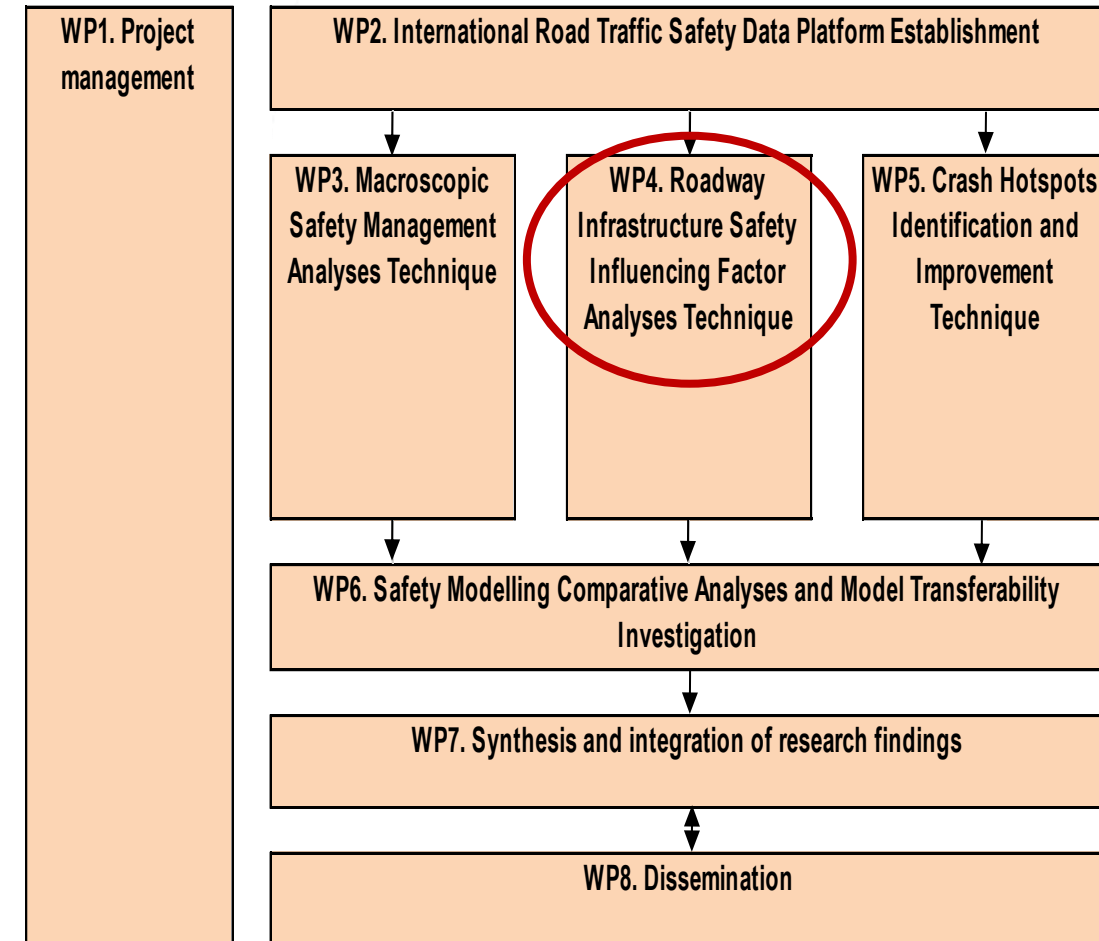 WP1. Project
management
WP2. International Road Traffic Safety Data Platform Establishment
WP3. Macroscopic
Safety Management
Analyses Technique
WP4. Roadway
Infrastructure Safety
Influencing Factor
Analyses Technique
WP5. Crash Hotspots
Identification and
Improvement
Technique
WP6. Safety Modelling Comparative Analyses and Model Transferability
Investigation
WP7. Synthesis and integration of research findings
WP8. Dissemination